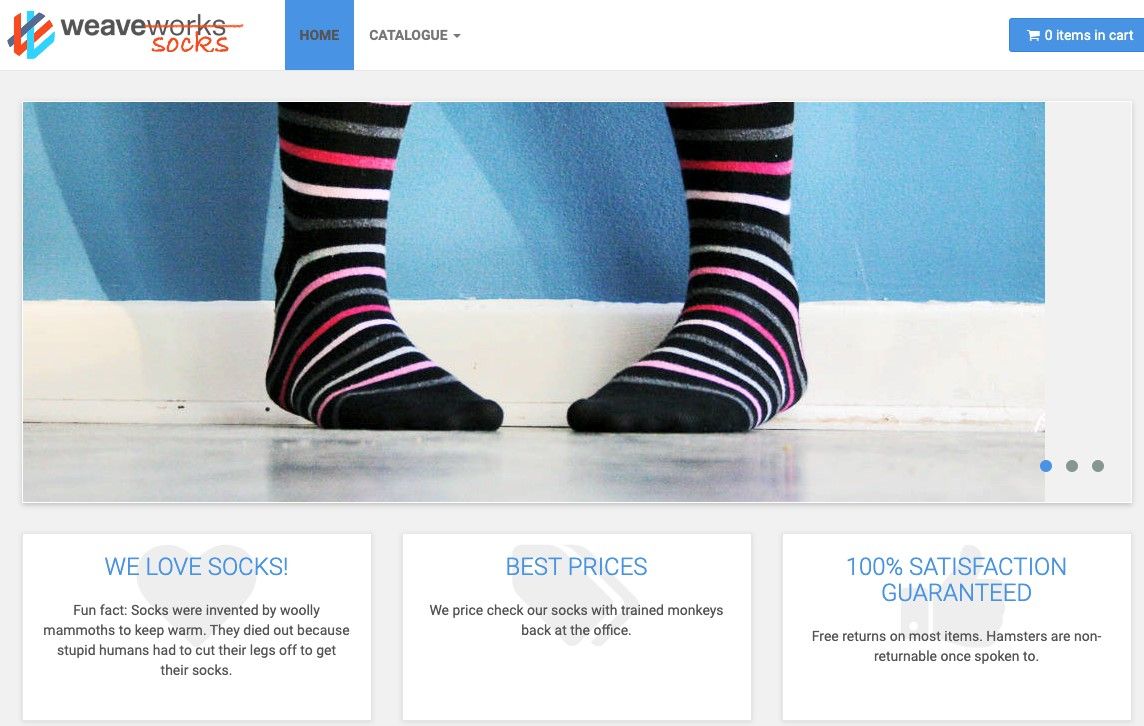 weaveworks
socks
HOME
CATALOGUE
0 items in cart
WE LOVE SOCKS!
Fun fact: Socks were invented by woolly
mammoths to keep warm. They died out because
stupid humans had to cut their legs off to get
their socks.
BEST PRICES
We price check our socks with trained monkeys
back at the office.
100% SATISFACTION
GUARANTEED
Free returns on most items. Hamsters are non-
returnable once spoken to.